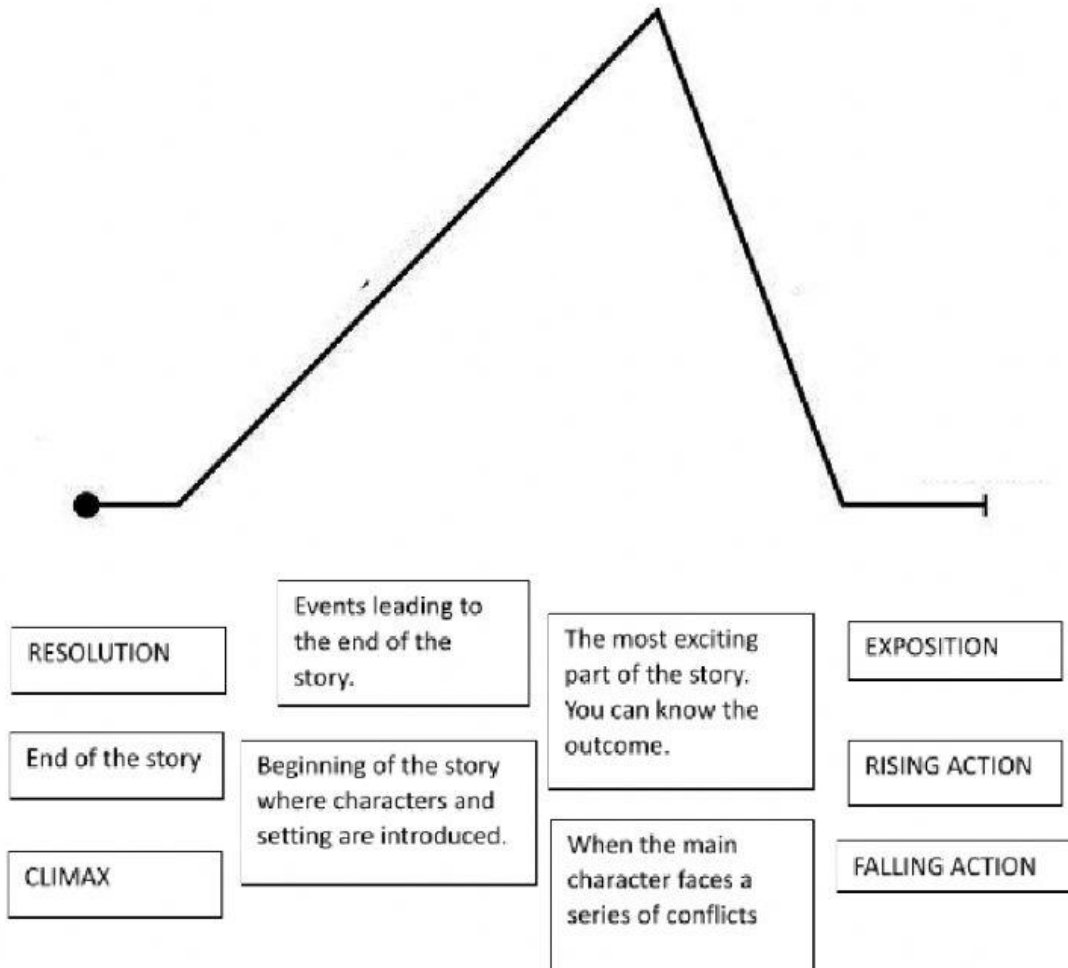 RESOLUTION
Events leading to
the end of the
story.
The most exciting
part of the story.
You can know the
outcome.
EXPOSITION
End of the story
Beginning of the story
where characters and
setting are introduced.
RISING ACTION
CLIMAX
When the main
character faces a
series of conflicts
FALLING ACTION